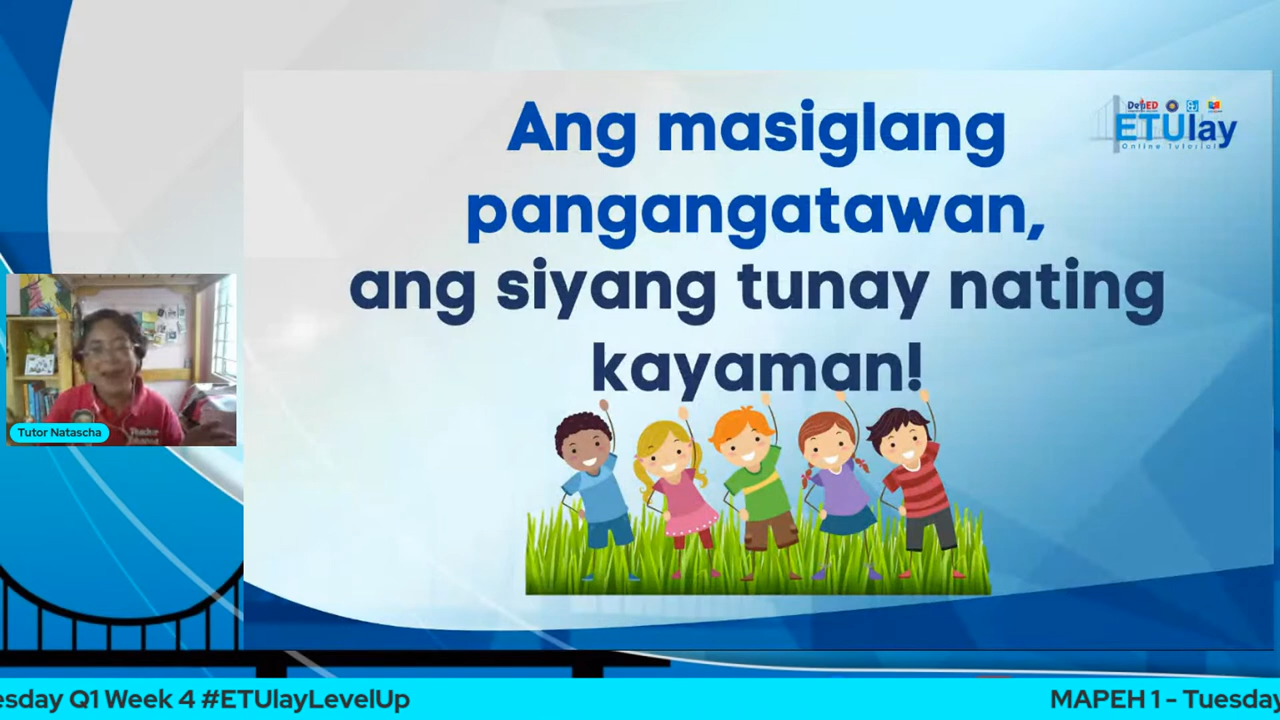 Ang masiglang
pangangatawan,
ang siyang tunay nating
kayaman!
DepED
ETUlay
Online Tutorial
Tutor Natascha
esday Q1 Week 4 #ETUlayLevelUp
MAPEH 1 - Tuesday